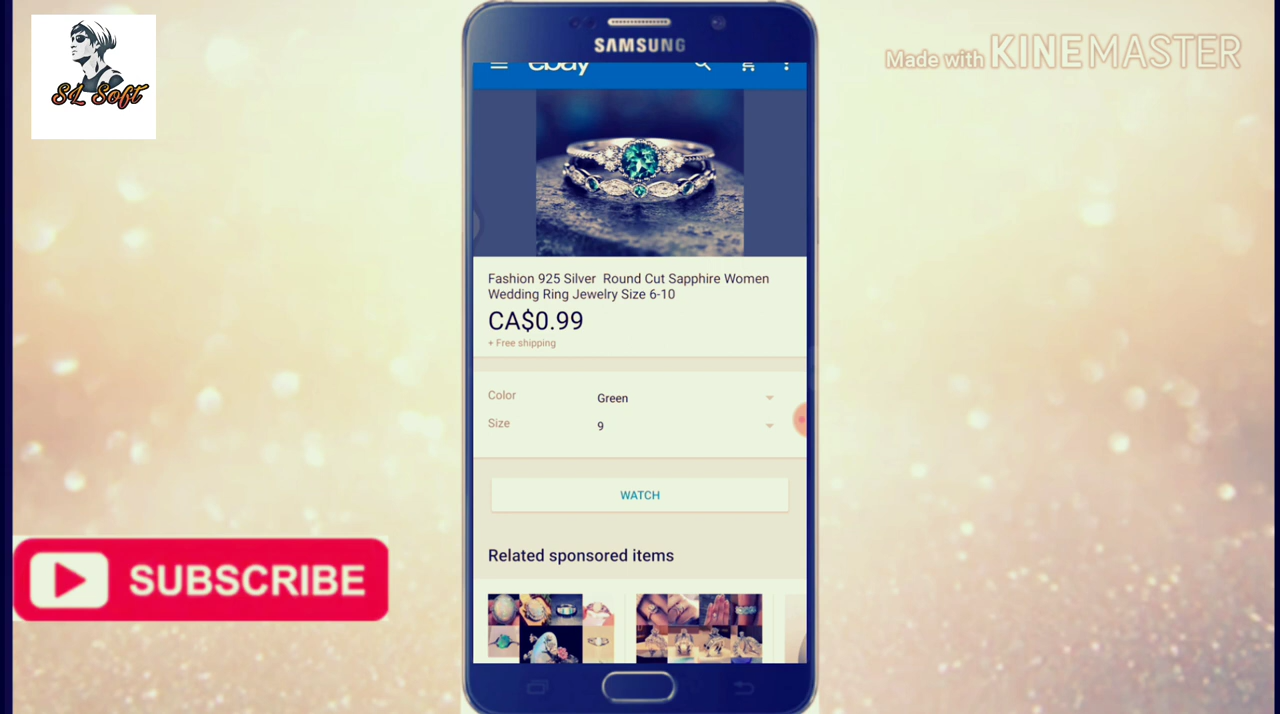 SL Soft
Made with KINEMASTER
SAMSUNG
ebay
Fashion 925 Silver Round Cut Sapphire Women
Wedding Ring Jewelry Size 6-10
CA$0.99
+ Free shipping
Color
Green
Size
9
WATCH
Related sponsored items
SUBSCRIBE